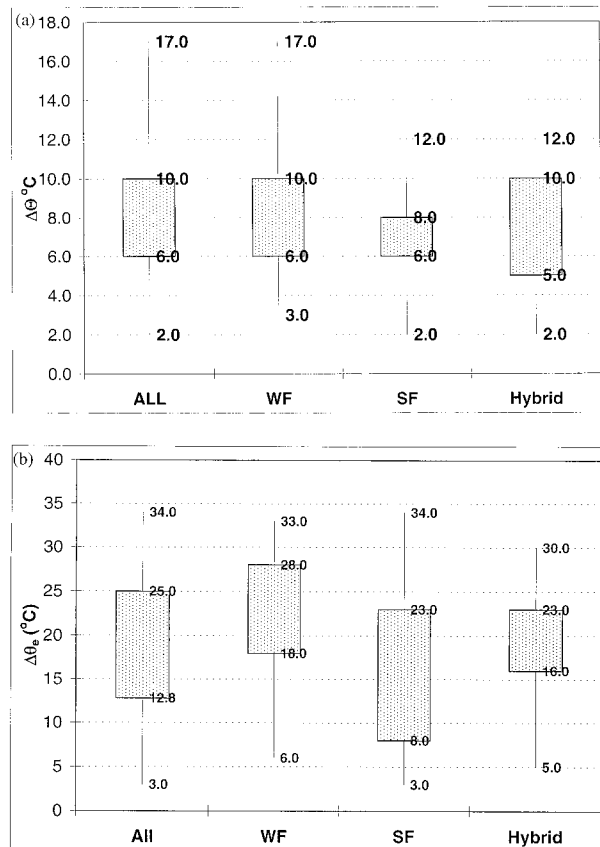 (a)
18.0
17.0 17.0
16.0
14.0
12.0 12.0 12.0
10.0 10.0 10.0 10.0
ΔΘ °C
8.0 8.0
6.0 6.0 6.0 6.0
5.0
4.0
3.0
2.0 2.0 2.0 2.0
0.0
ALL WF SF Hybrid
(b)
40
35
34.0 33.0 34.0
30 30.0
28.0
25 25.0
23.0 23.0
Δθe (°C)
20
18.0
16.0
15
12.8
10
8.0
6.0
5 5.0
3.0 3.0
0
All WF SF Hybrid